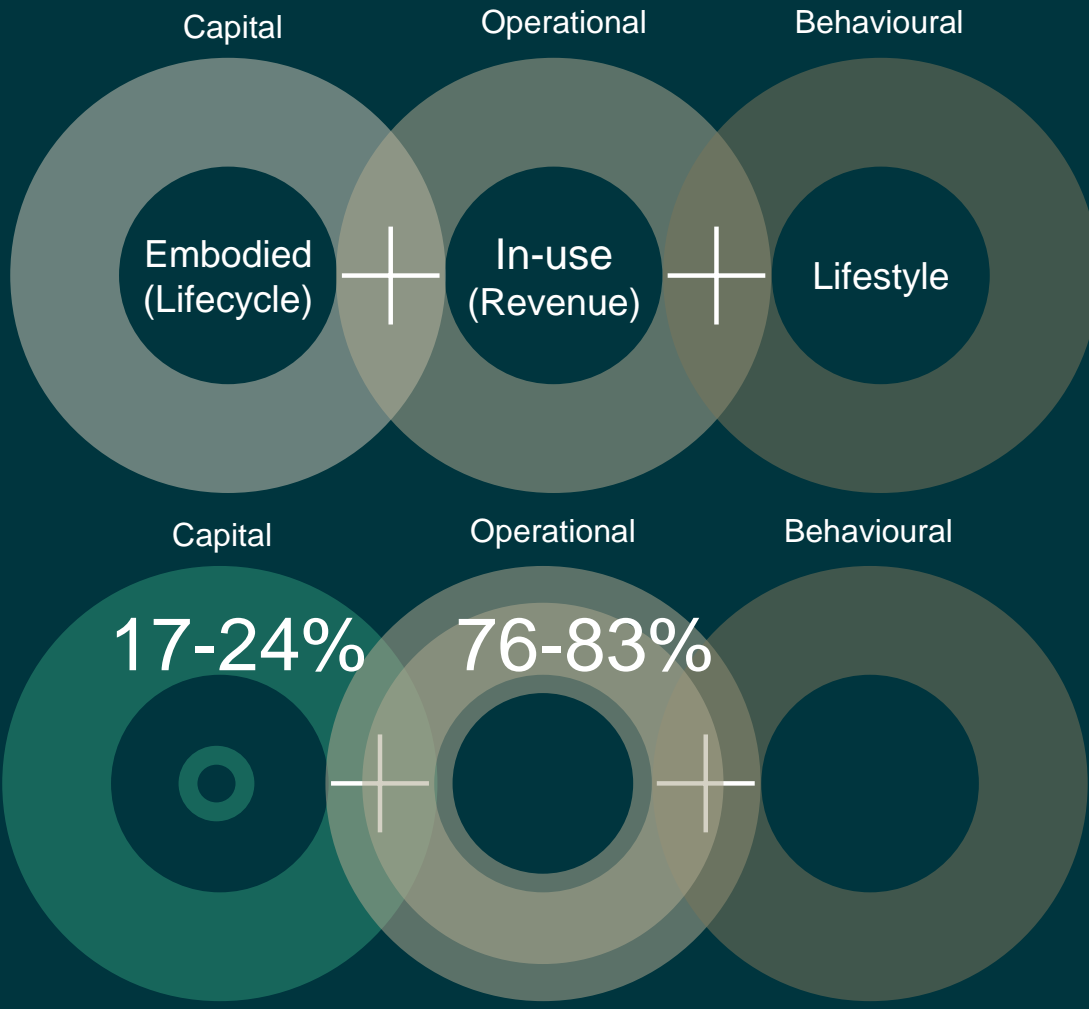 Capital
Operational
Behavioural
Embodied
(Lifecycle)
In-use
(Revenue)
Lifestyle
Capital
Operational
Behavioural
17-24%
76-83%